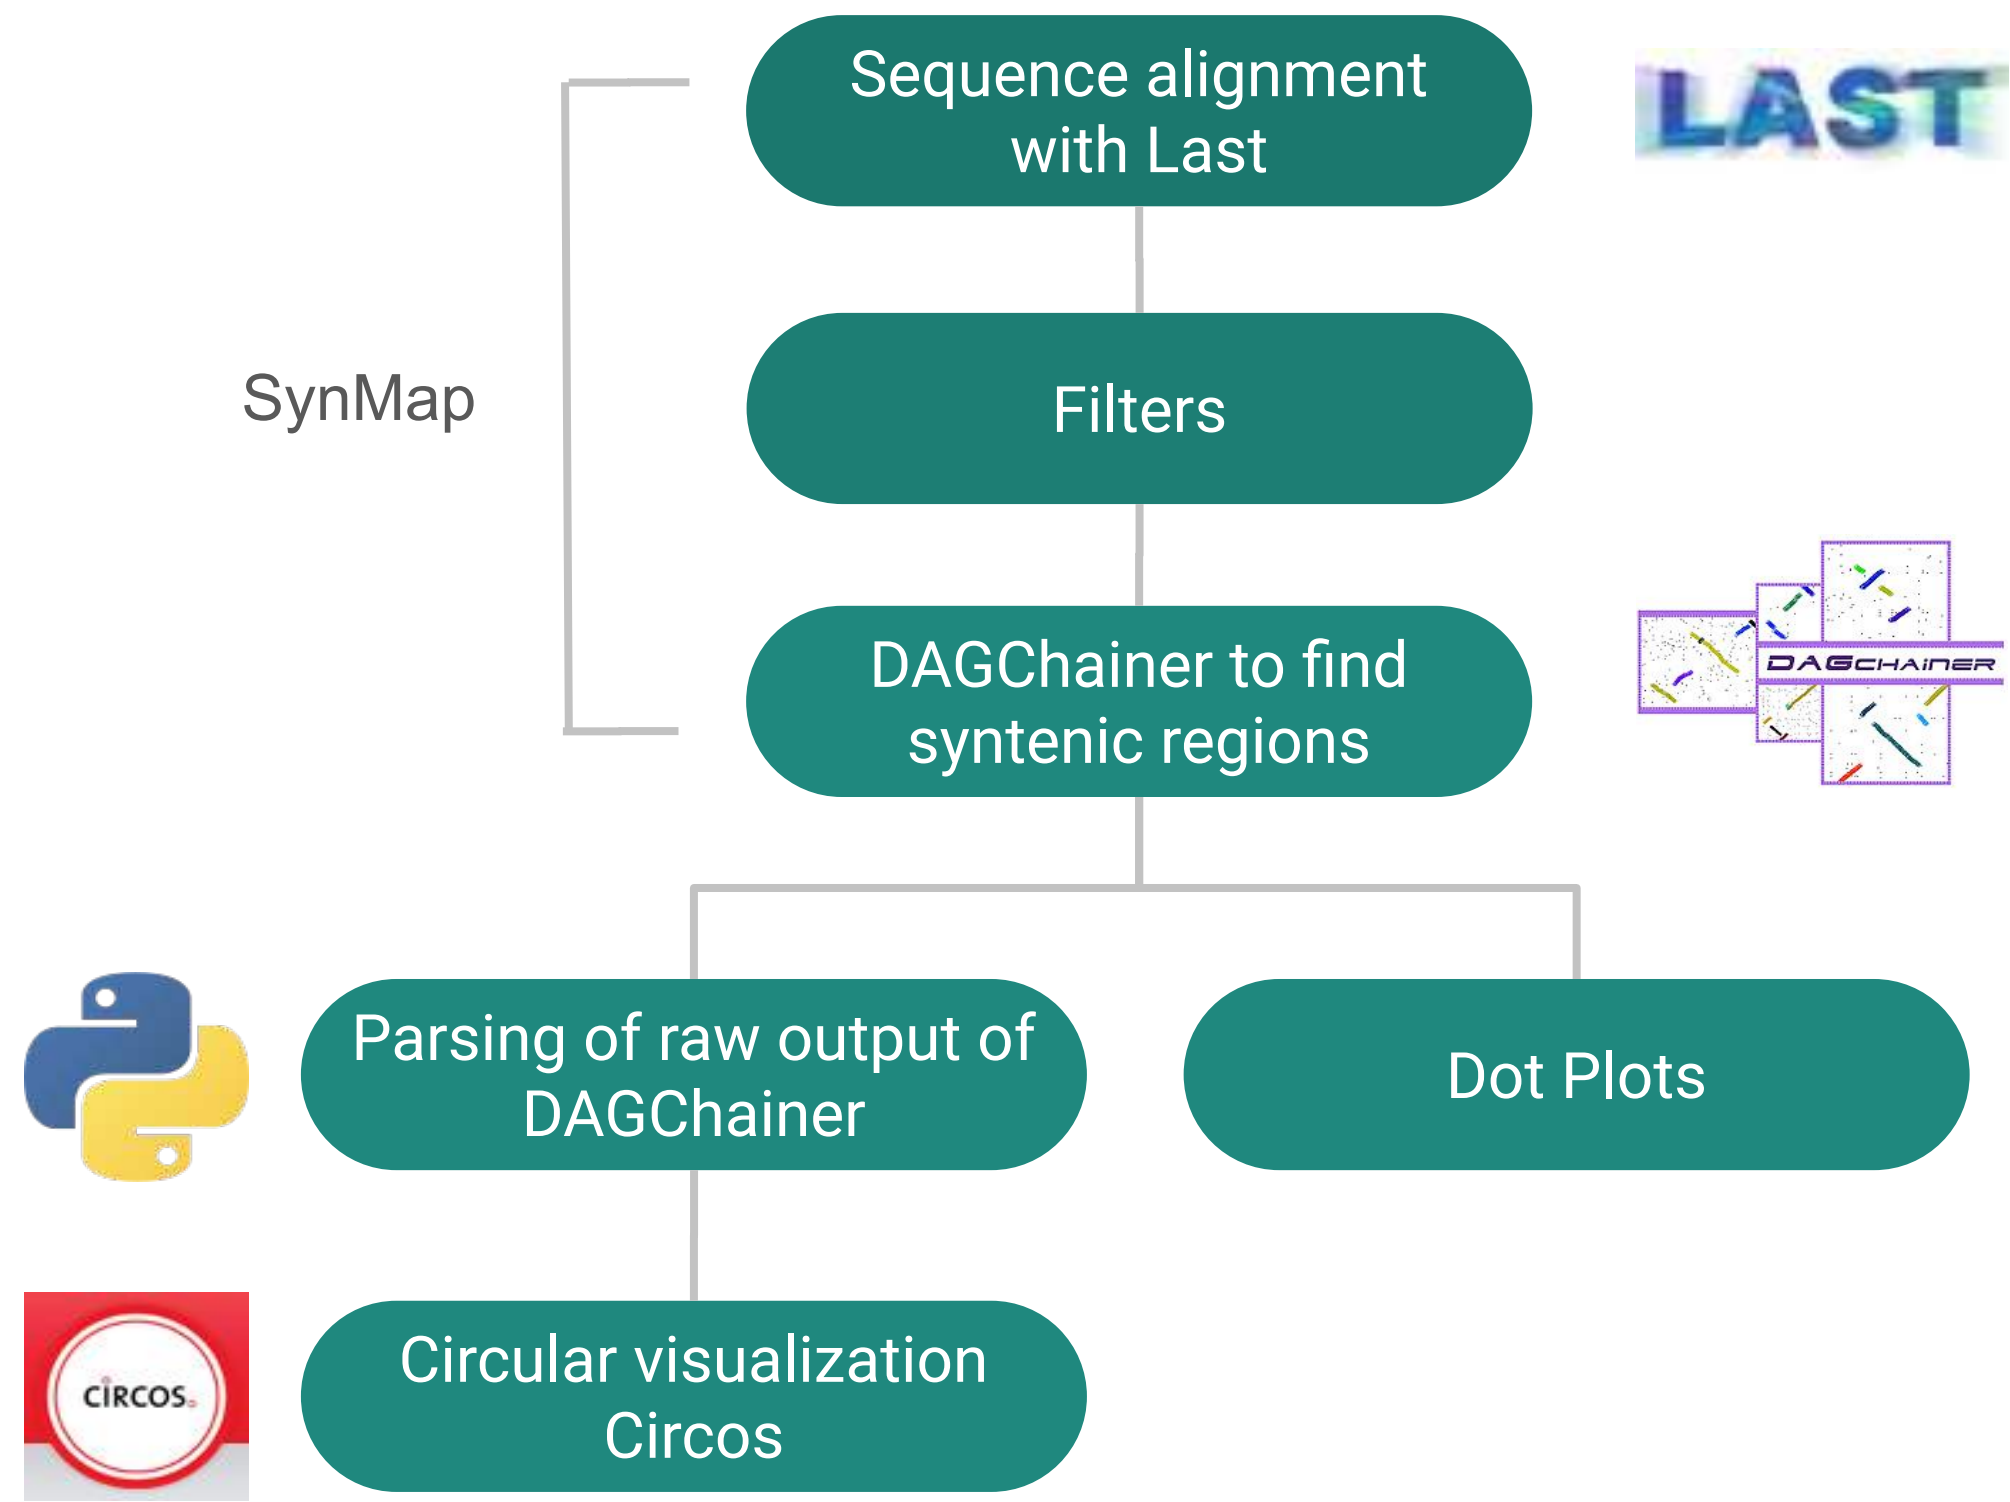 Sequence alignment
with Last
LAST
SynMap
Filters
DAGChainer to find
syntenic regions
DAGCHAINER
Parsing of raw output of
DAGChainer
Dot Plots
CIRCOS
Circular visualization
Circos